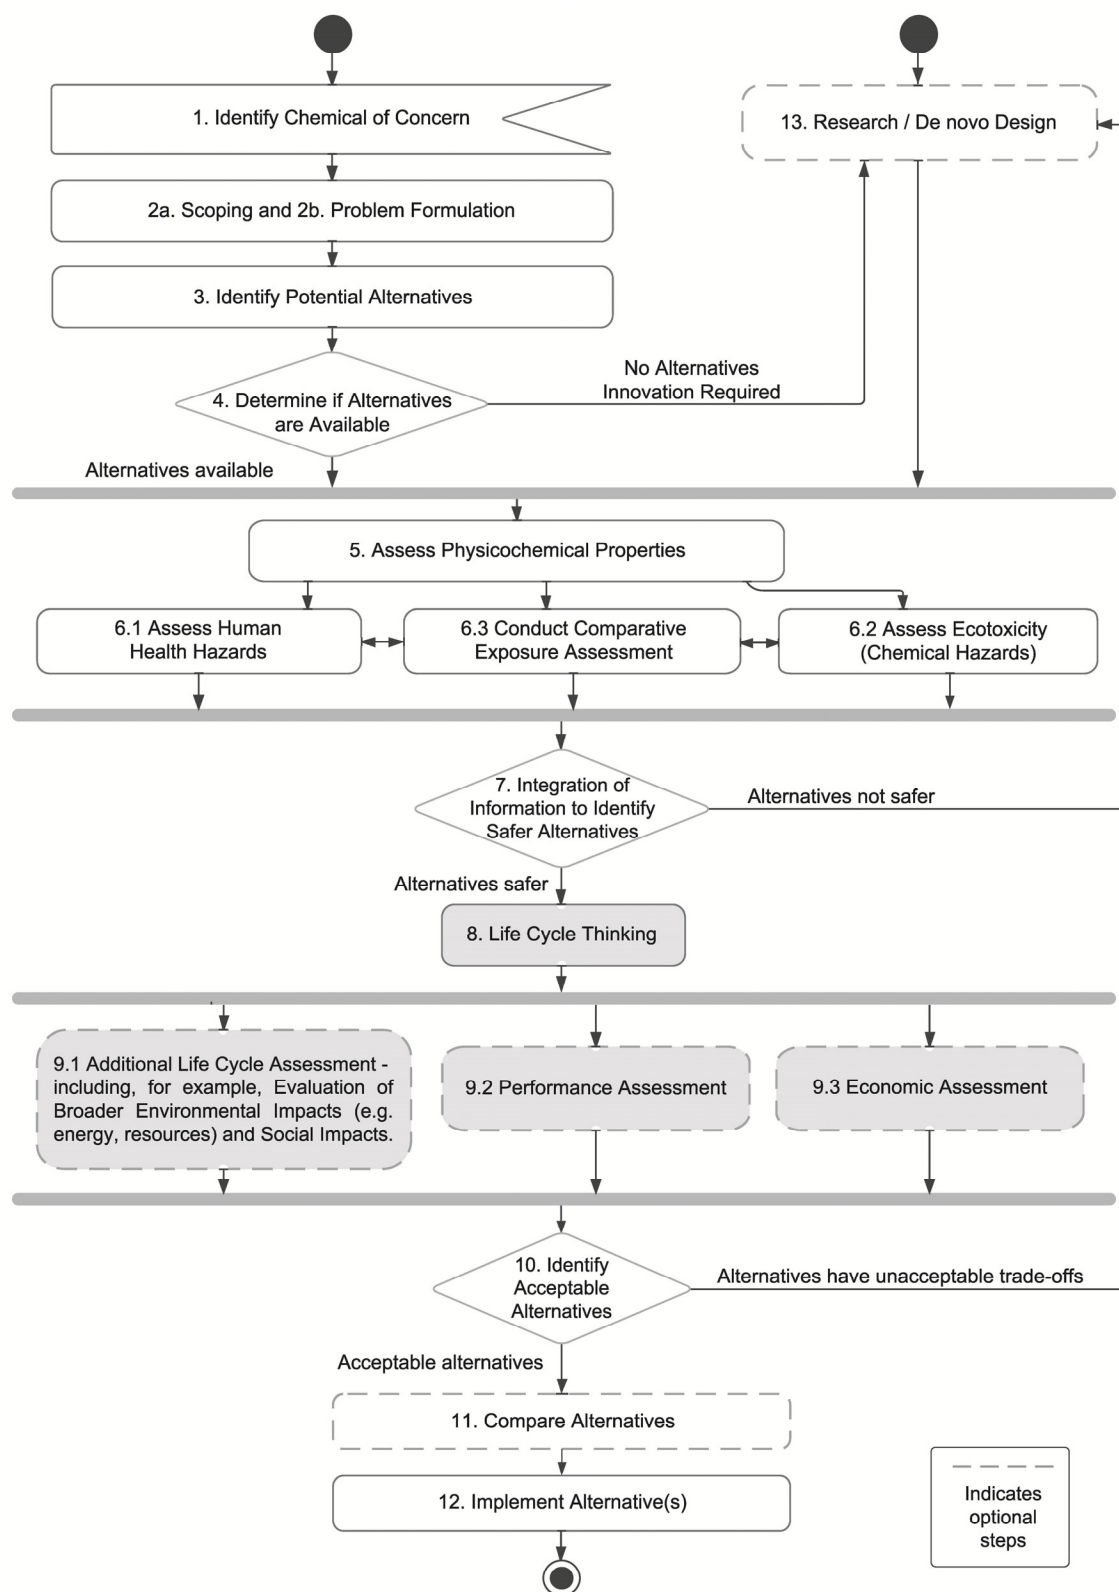 1. Identify Chemical of Concern
13. Research / De novo Design
2a. Scoping and 2b. Problem Formulation
3. Identify Potential Alternatives
No Alternatives
Innovation Required
4. Determine if Alternatives
are Available
Alternatives available
5. Assess Physicochemical Properties
6.1 Assess Human
Health Hazards
6.3 Conduct Comparative
Exposure Assessment
6.2 Assess Ecotoxicity
(Chemical Hazards)
7. Integration of
Information to Identify
Safer Alternatives
Alternatives not safer
Alternatives safer
8. Life Cycle Thinking
9.1 Additional Life Cycle Assessment -
including, for example, Evaluation of
Broader Environmental Impacts (e.g.
energy, resources) and Social Impacts.
9.2 Performance Assessment
9.3 Economic Assessment
10. Identify
Acceptable
Alternatives
Alternatives have unacceptable trade-offs
Acceptable alternatives
11. Compare Alternatives
12. Implement Alternative(s)
Indicates
optional
steps